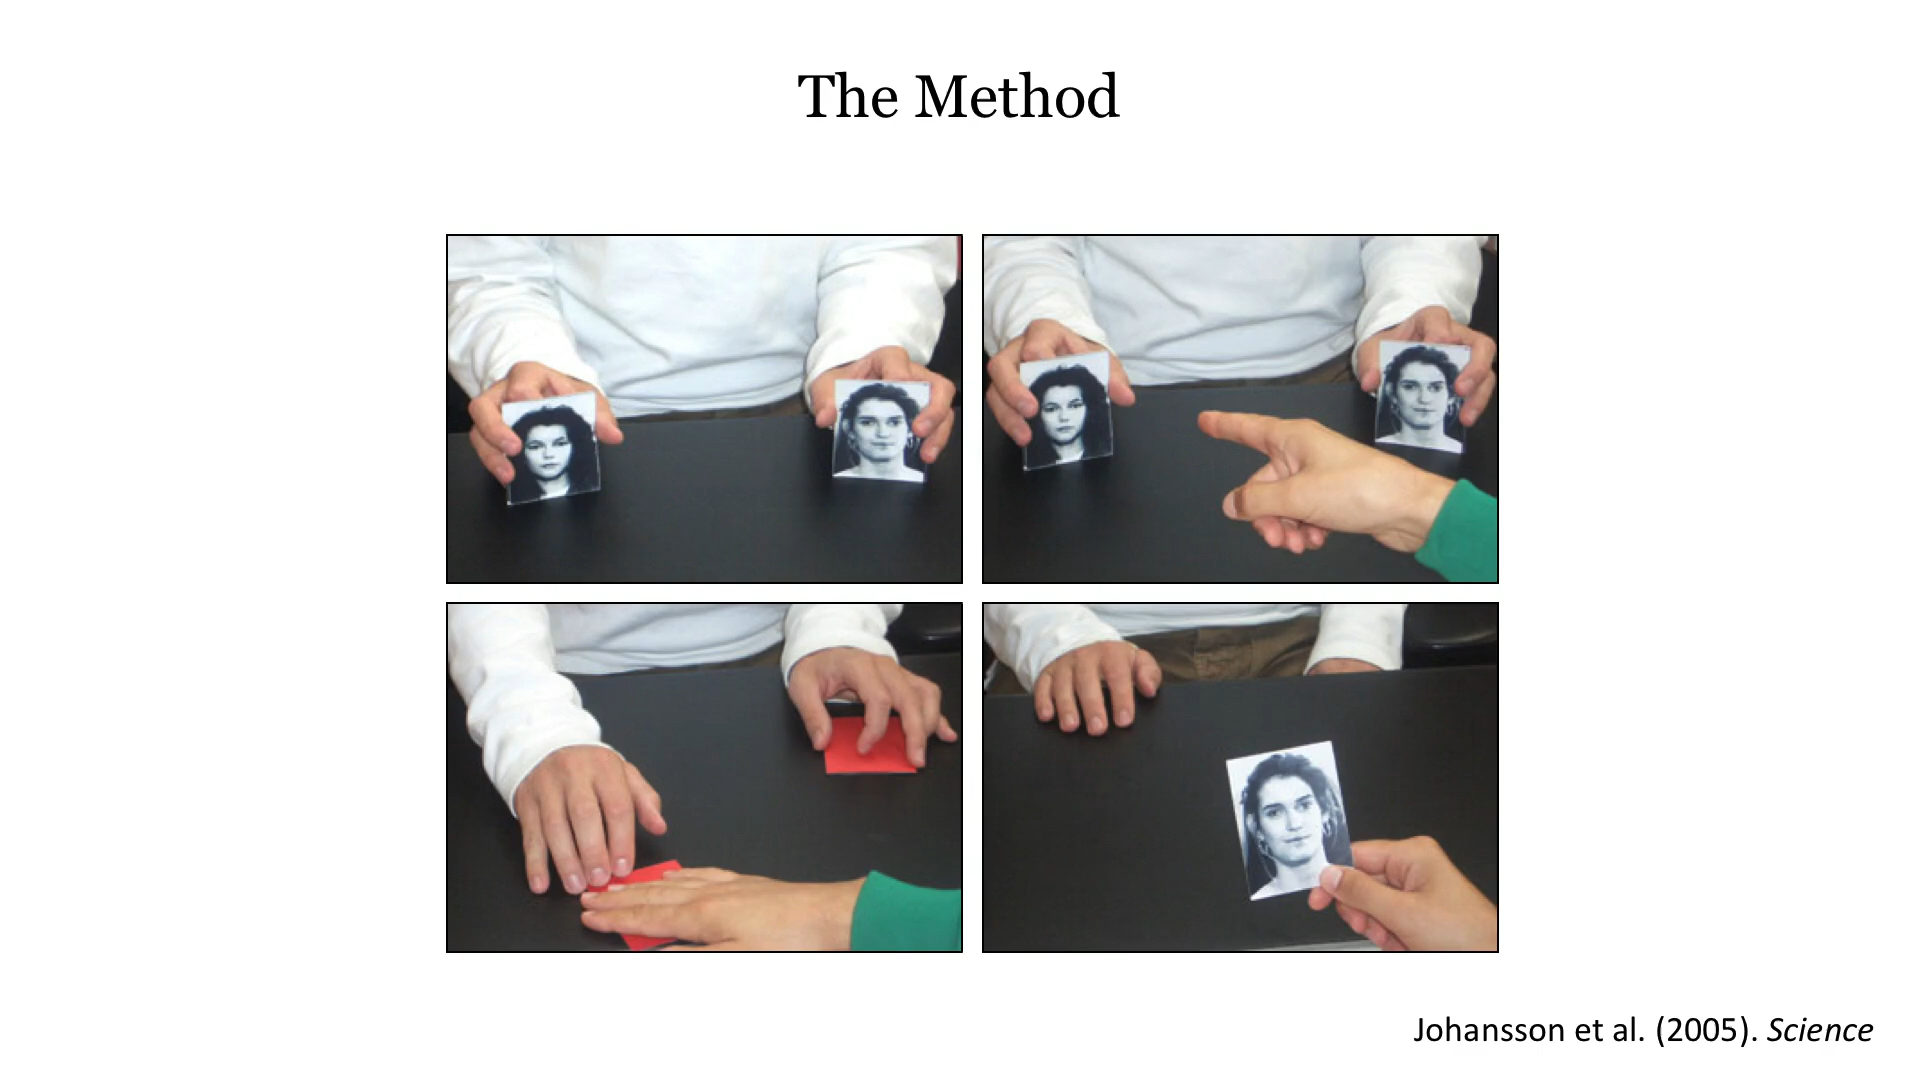 The Method
Johansson et al. (2005). Science